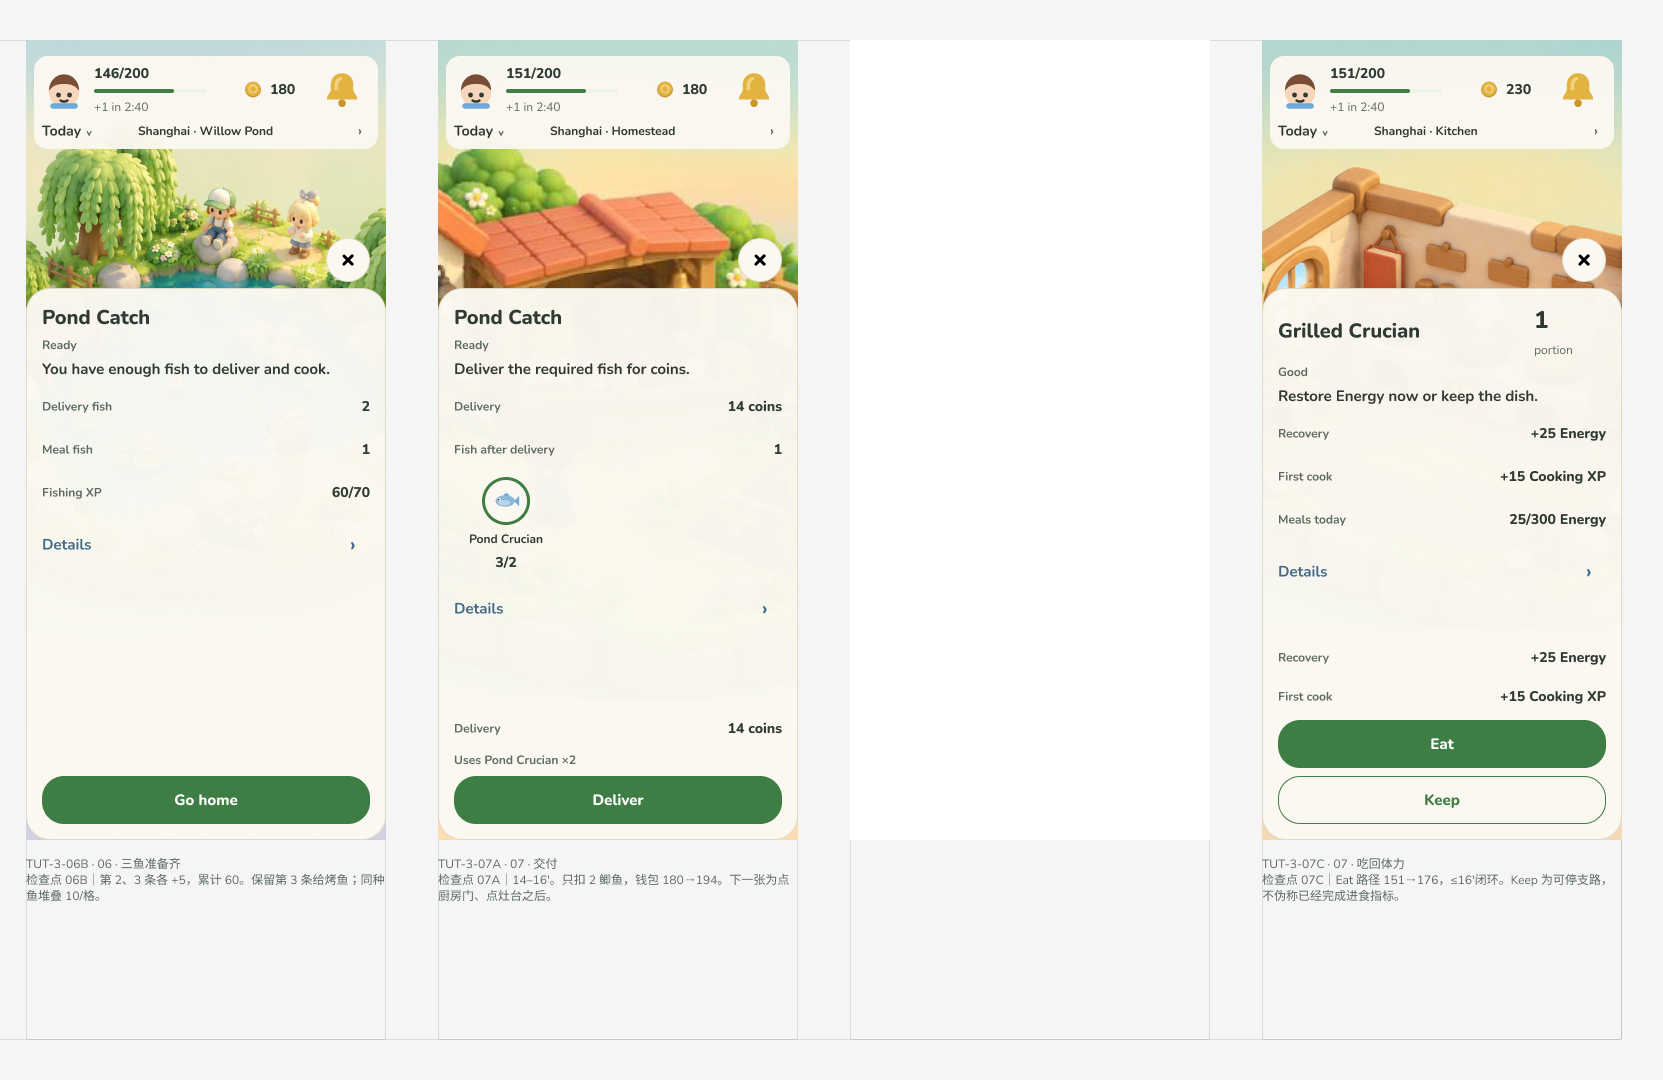 146/200
+1 in 2:40
180
Today ˅
Shanghai · Willow Pond ›
Pond Catch
Ready
You have enough fish to deliver and cook.
Delivery fish 2
Meal fish 1
Fishing XP 60/70
Details ›
Go home
TUT-3-06B · 06 · 三鱼准备齐
检查点 06B｜第 2、3 条各 +5，累计 60。保留第 3 条给烤鱼；同种
鱼堆叠 10/格。
151/200
+1 in 2:40
180
Today ˅
Shanghai · Homestead ›
Pond Catch
Ready
Deliver the required fish for coins.
Delivery 14 coins
Fish after delivery 1
Pond Crucian
3/2
Details ›
Delivery 14 coins
Uses Pond Crucian ×2
Deliver
TUT-3-07A · 07 · 交付
检查点 07A｜14–16'。只扣 2 鲫鱼，钱包 180→194。下一张为点
厨房门、点灶台之后。
151/200
+1 in 2:40
230
Today ˅
Shanghai · Kitchen ›
Grilled Crucian
1
portion
Good
Restore Energy now or keep the dish.
Recovery +25 Energy
First cook +15 Cooking XP
Meals today 25/300 Energy
Details ›
Recovery +25 Energy
First cook +15 Cooking XP
Eat
Keep
TUT-3-07C · 07 · 吃回体力
检查点 07C｜Eat 路径 151→176，≤16'闭环。Keep 为可停支路，
不伪称已经完成进食指标。